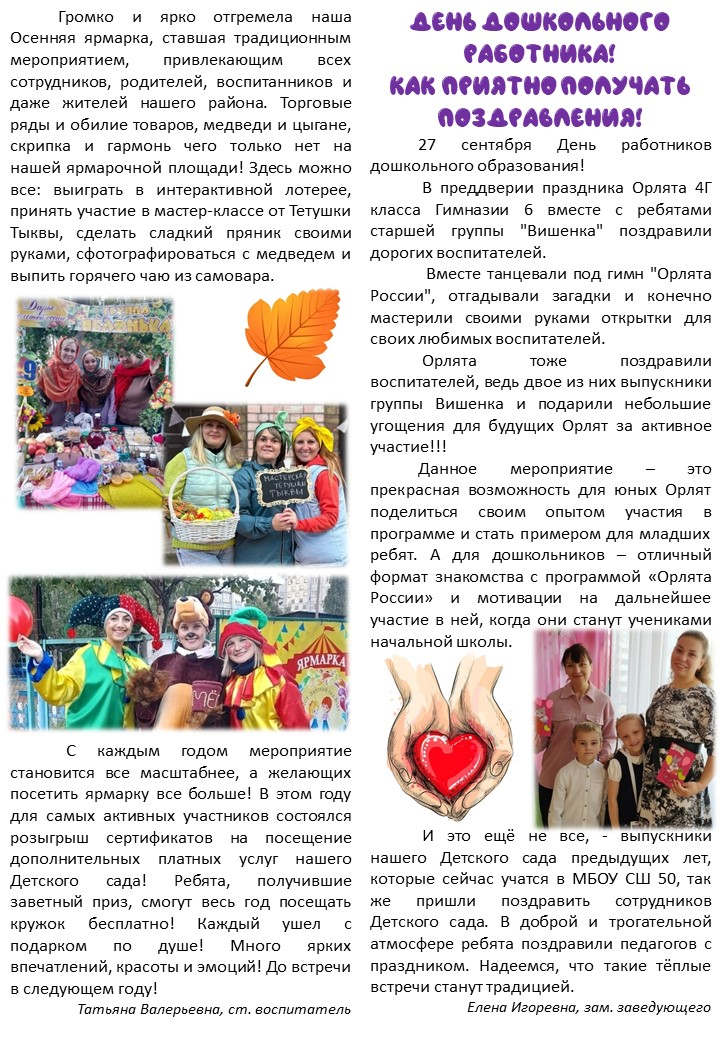 Громко и ярко отгремела наша
Осенняя ярмарка, ставшая традиционным
мероприятием, привлекающим всех
сотрудников, родителей, воспитанников и
даже жителей нашего района. Торговые
ряды и обилие товаров, медведи и цыгане,
скрипка и гармонь чего только нет на
нашей ярмарочной площади! Здесь можно
все: выиграть в интерактивной лотерее,
принять участие в мастер-классе от Тетушки
Тыквы, сделать сладкий пряник своими
руками, сфотографироваться с медведем и
выпить горячего чаю из самовара.
Дары
9
МАСТЕРСКАЯ
ТЕТУШКИ
ТЫКВЫ
ЯРМАРКА
МЁД
С каждым годом мероприятие
становится все масштабнее, а желающих
посетить ярмарку все больше! В этом году
для самых активных участников состоялся
розыгрыш сертификатов на посещение
дополнительных платных услуг нашего
Детского сада! Ребята, получившие
заветный приз, смогут весь год посещать
кружок бесплатно! Каждый ушел с
подарком по душе! Много ярких
впечатлений, красоты и эмоций! До встречи
в следующем году!
Татьяна Валерьевна, ст. воспитатель
ДЕНЬ ДОШКОЛЬНОГО
РАБОТНИКА!
КАК ПРИЯТНО ПОЛУЧАТЬ
ПОЗДРАВЛЕНИЯ!
27 сентября День работников
дошкольного образования!
В преддверии праздника Орлята 4Г
класса Гимназии 6 вместе с ребятами
старшей группы "Вишенка" поздравили
дорогих воспитателей.
Вместе танцевали под гимн "Орлята
России", отгадывали загадки и конечно
мастерили своими руками открытки для
своих любимых воспитателей.
Орлята тоже поздравили
воспитателей, ведь двое из них выпускники
группы Вишенка и подарили небольшие
угощения для будущих Орлят за активное
участие!!!
Данное мероприятие – это
прекрасная возможность для юных Орлят
поделиться своим опытом участия в
программе и стать примером для младших
ребят. А для дошкольников – отличный
формат знакомства с программой «Орлята
России» и мотивации на дальнейшее
участие в ней, когда они станут учениками
начальной школы.
И это ещё не все, - выпускники
нашего Детского сада предыдущих лет,
которые сейчас учатся в МБОУ СШ 50, так
же пришли поздравить сотрудников
Детского сада. В доброй и трогательной
атмосфере ребята поздравили педагогов с
праздником. Надеемся, что такие тёплые
встречи станут традицией.
Елена Игоревна, зам. заведующего